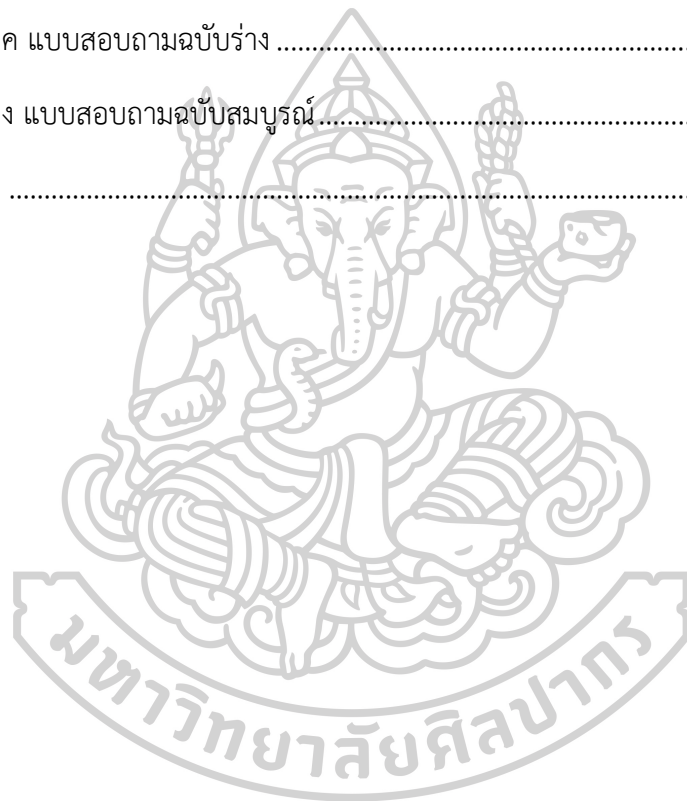 ค แบบสอบถามฉบับร่าง ............................................................
ง แบบสอบถามฉบับสมบูรณ์ ......................................................
....................................................................................................
มหาวิทยาลัยศิลปากร